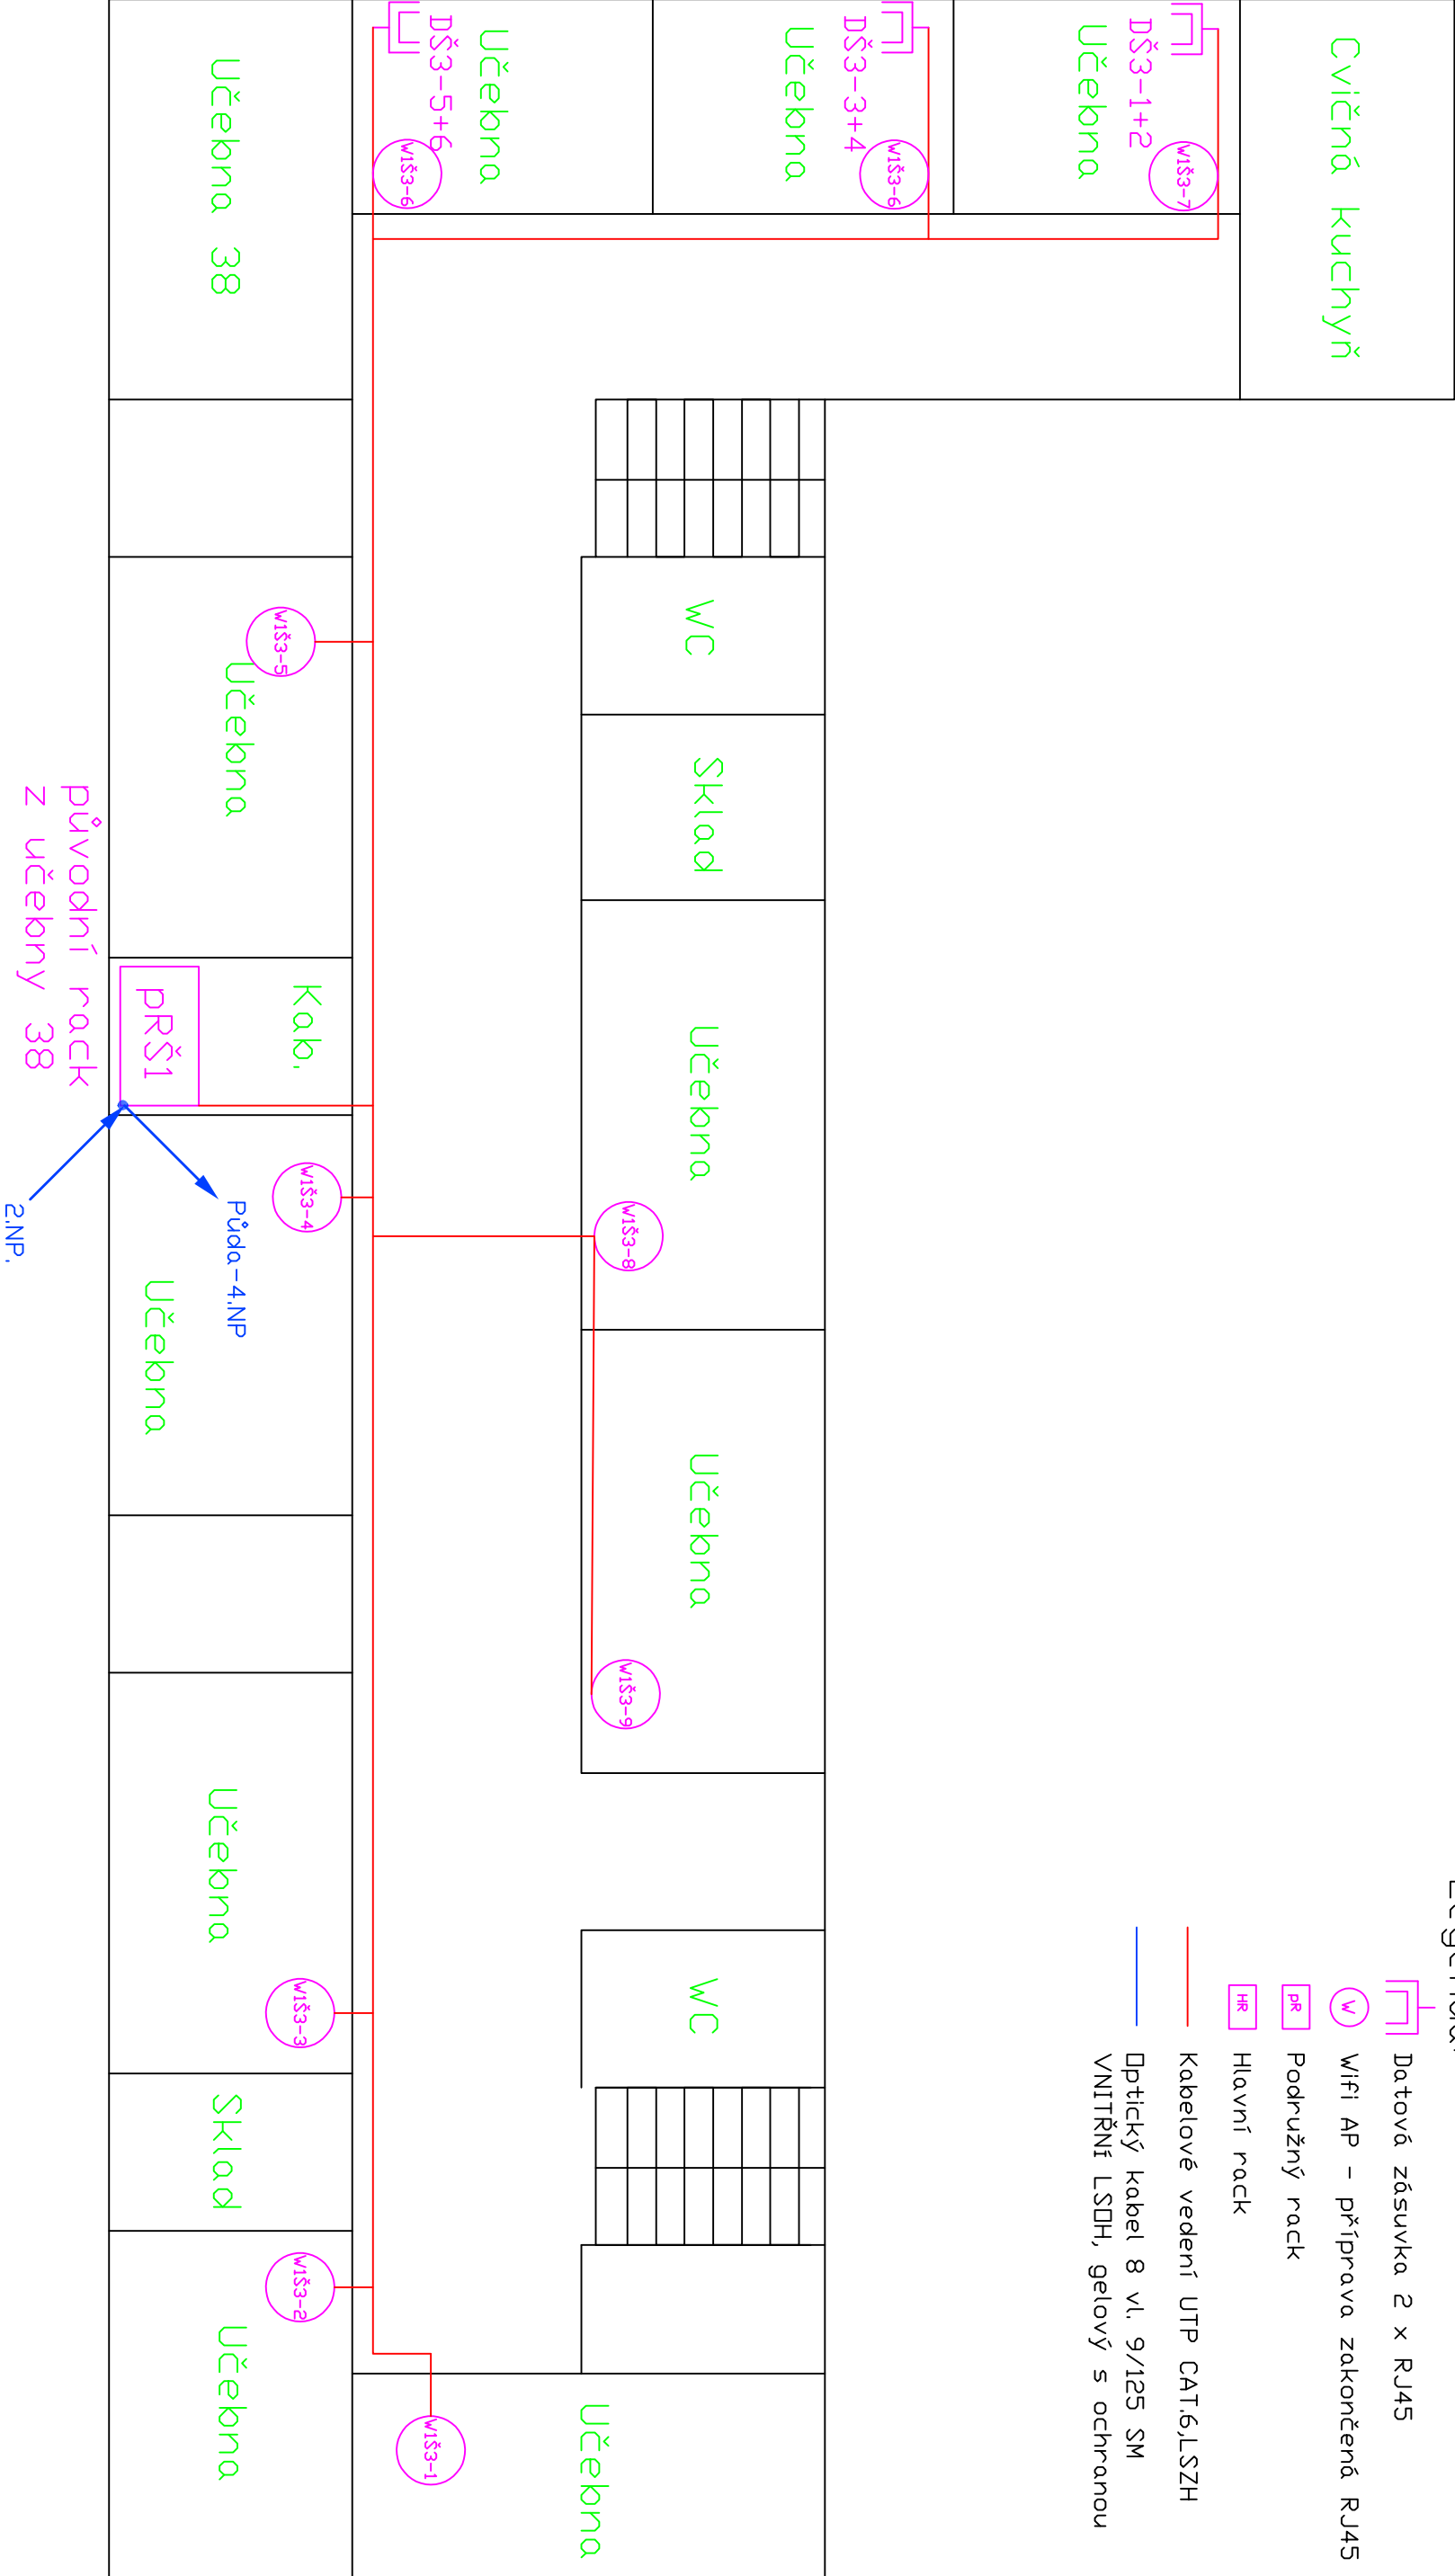 Cvičná kuchyň
DŠ3-1+2
W1Š3-7
Učebna
DŠ3-3+4
W1Š3-6
Učebna
DŠ3-5+6
W1Š3-6
Učebna
Učebna 38
WC
Sklad
Učebna
W1Š3-8
Učebna
W1Š3-9
WC
W1Š3-5
Učebna
Kab.
pRŠ1
původní rack
z učebny 38
W1Š3-4
Půda-4.NP
2.NP.
Učebna
Učebna
W1Š3-3
Sklad
W1Š3-2
Učebna
W1Š3-1
Učebna
Datová zásuvka 2 x RJ45
W
Wifi AP - příprava zakončená RJ45
pR
Podružný rack
HR
Hlavní rack
Kabelové vedení UTP CAT.6,LSZH
Optický kabel 8 vl. 9/125 SM
VNITŘNÍ LSOH, gelový s ochranou